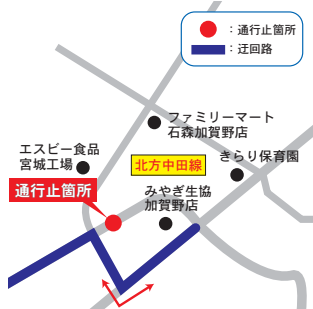 ：通行止箇所
：迂回路
ファミリーマート
石森加賀野店
エスビー食品
宮城工場
北方中田線
きらり保育園
通行止箇所
みやぎ生協
加賀野店